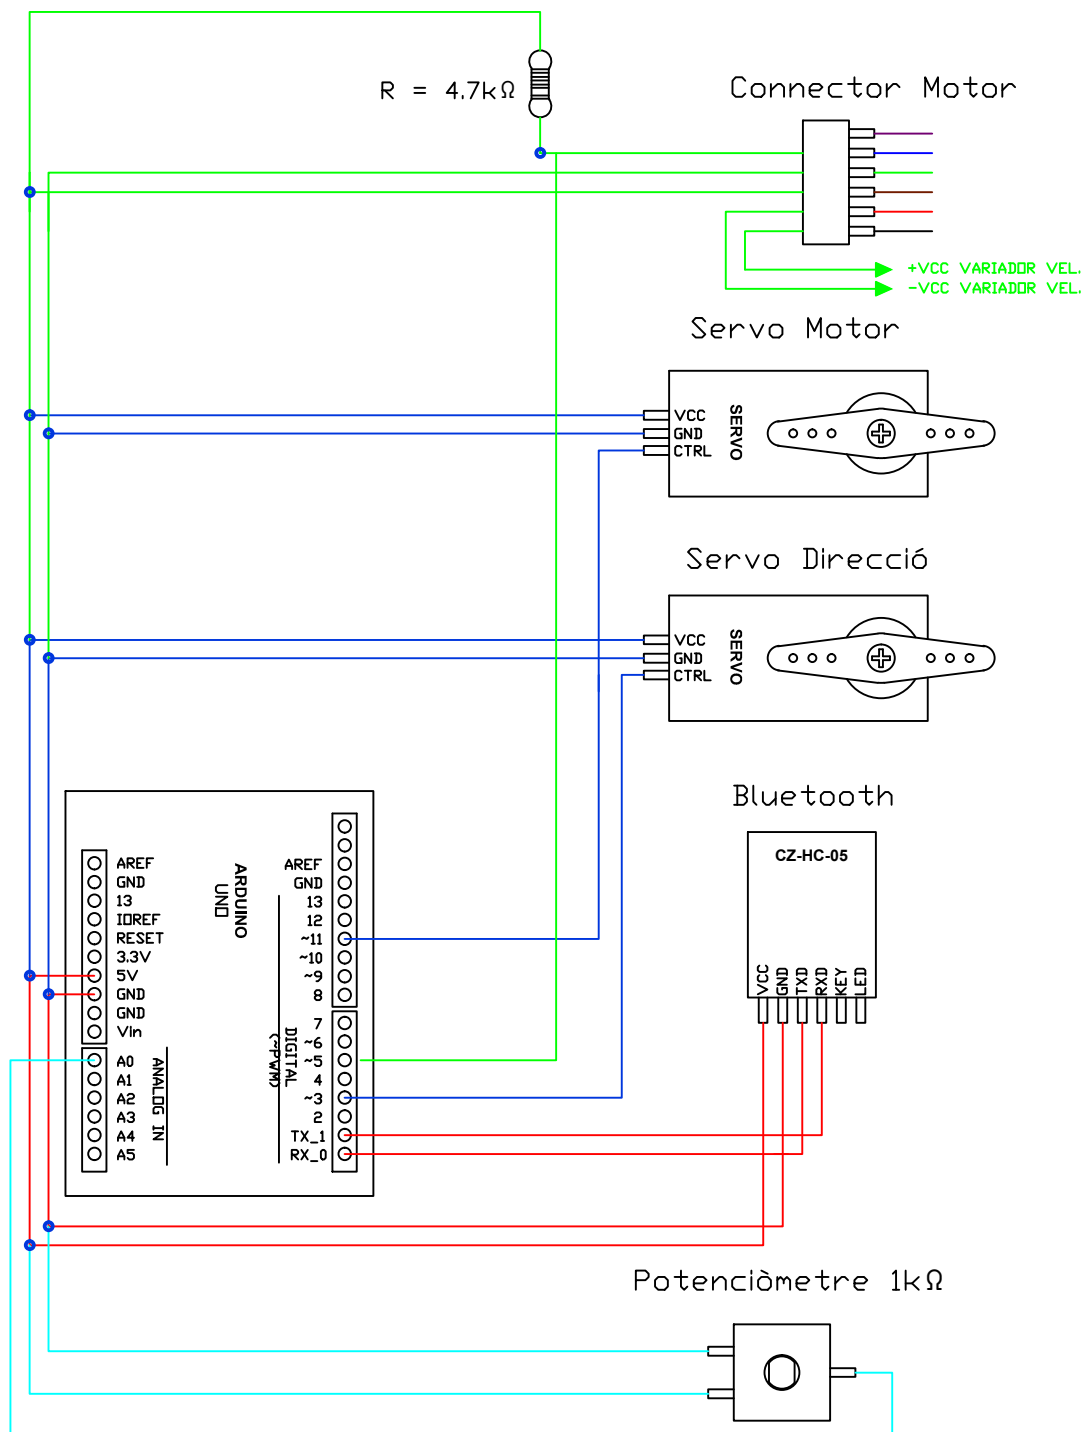 R = 4.7kΩ
Connector Motor
+VCC VARIADOR VEL.
-VCC VARIADOR VEL.
Servo Motor
VCC
GND
CTRL
SERVO
Servo Direcció
VCC
GND
CTRL
SERVO
Bluetooth
CZ-HC-05
VCC
GND
TXD
RXD
KEY
LED
ARDUINO
UNO
AREF
GND
13
IOREF
RESET
3.3V
5V
GND
GND
Vin
A0
A1
A2
A3
A4
A5
ANALOG IN
AREF
GND
13
12
~11
~10
~9
8
7
~6
~5
4
~3
2
TX_1
RX_0
DIGITAL
(~PWM)
Potenciòmetre 1kΩ